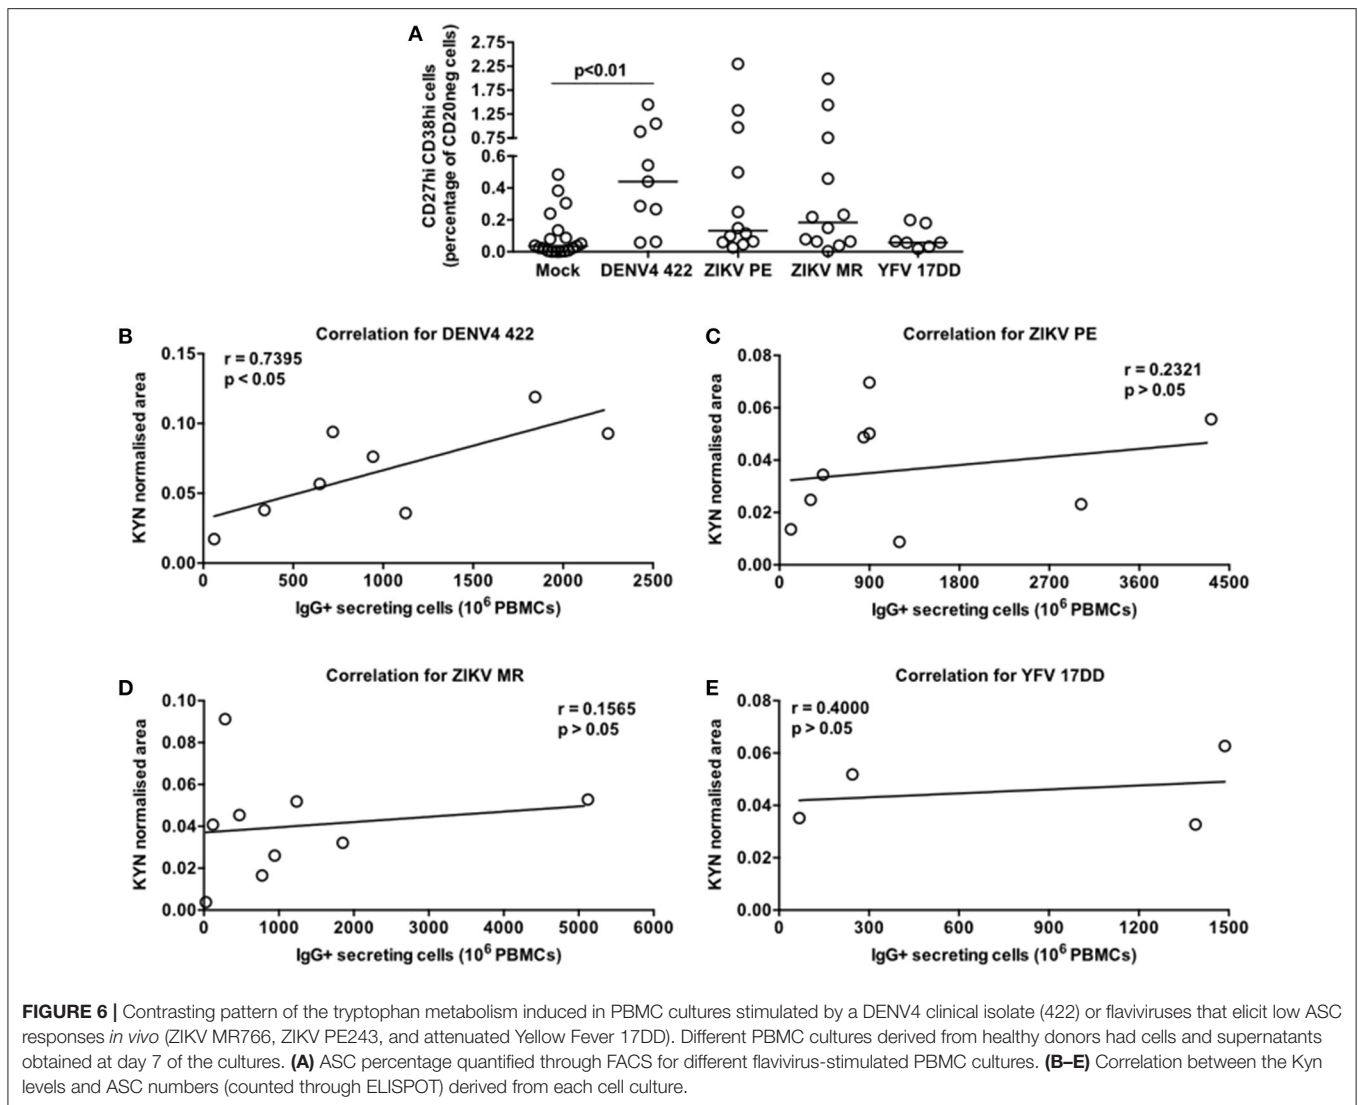 A
CD27hi CD38hi cells
(percentage of CD20neg cells)
2.75
2.25
1.75
1.25
0.75
0.6
0.4
0.2
0.0
p<0.01
Mock DENV4 422 ZIKV PE ZIKV MR YFV 17DD
B
Correlation for DENV4 422
KYN normalised area
0.15
0.10
0.05
0.00
r = 0.7395
p < 0.05
0 500 1000 1500 2000 2500
IgG+ secreting cells (10⁶ PBMCs)
C
Correlation for ZIKV PE
KYN normalised area
0.08
0.06
0.04
0.02
0.00
r = 0.2321
p > 0.05
0 900 1800 2700 3600 4500
IgG+ secreting cells (10⁶ PBMCs)
D
Correlation for ZIKV MR
KYN normalised area
0.10
0.08
0.06
0.04
0.02
0.00
r = 0.1565
p > 0.05
0 1000 2000 3000 4000 5000 6000
IgG+ secreting cells (10⁶ PBMCs)
E
Correlation for YFV 17DD
KYN normalised area
0.08
0.06
0.04
0.02
0.00
r = 0.4000
p > 0.05
0 300 600 900 1200 1500
IgG+ secreting cells (10⁶ PBMCs)
FIGURE 6 | Contrasting pattern of the tryptophan metabolism induced in PBMC cultures stimulated by a DENV4 clinical isolate (422) or flaviviruses that elicit low ASC
responses in vivo (ZIKV MR766, ZIKV PE243, and attenuated Yellow Fever 17DD). Different PBMC cultures derived from healthy donors had cells and supernatants
obtained at day 7 of the cultures. (A) ASC percentage quantified through FACS for different flavivirus-stimulated PBMC cultures. (B–E) Correlation between the Kyn
levels and ASC numbers (counted through ELISPOT) derived from each cell culture.